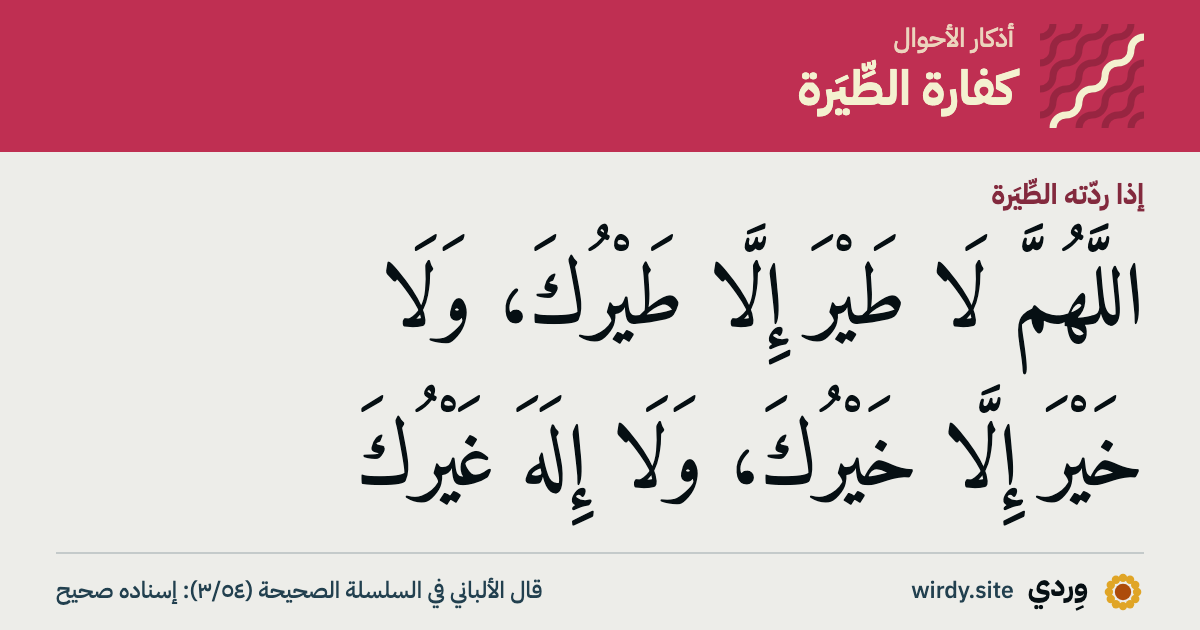 أذكار الأحوال
كفارة الطِّيَرة
إذا ردّته الطِّيَرة
اللَّهُمَّ لَا طَيْرَ إِلَّا طَيْرُكَ، وَلَا
خَيْرَ إِلَّا خَيْرُكَ، وَلَا إِلَهَ غَيْرُكَ
وِردي wirdy.site
قال الألباني في السلسلة الصحيحة (٣/٥٤): إسناده صحيح